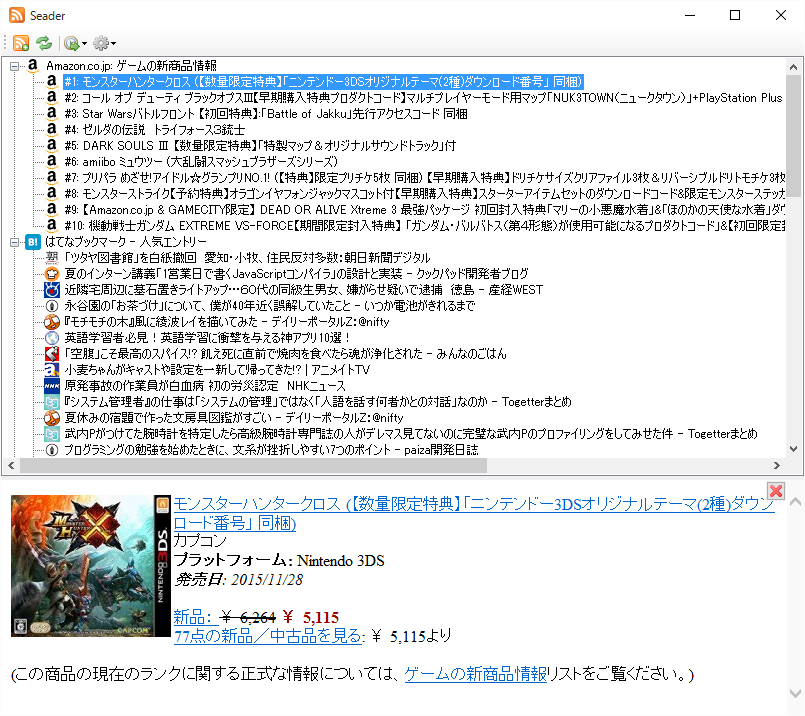 Seader
Amazon.co.jp: ゲームの新商品情報
#1: モンスターハンタークロス (【数量限定特典】「ニンテンドー3DSオリジナルテーマ(2種)ダウンロード番号」 同梱)
#2: コール オブ デューティ ブラックオプスIII【早期購入特典プロダクトコード】マルチプレイヤーモード用マップ「NUK3TOWN(ニュークタウン)」+PlayStation Plus
#3: Star Warsバトルフロント 【初回特典】:「Battle of Jakku」先行アクセスコード 同梱
#4: ゼルダの伝説 トライフォース3銃士
#5: DARK SOULS III 【数量限定特典】「特製マップ＆オリジナルサウンドトラック」付
#6: amiibo ミュウツー (大乱闘スマッシュブラザーズシリーズ)
#7: プリパラ めざせ!アイドル☆グランプリNO.1! (【特典】限定プリチケ5枚 同梱) 【早期購入特典】ドリチケサイズクリアファイル3枚＆リバーシブルドリトモチケ3枚
#8: モンスターストライク【予約特典】オラゴンイヤフォンジャックマスコット付【早期購入特典】スターターアイテムセットのダウンロードコード&限定モンスターステッカ
#9: 【Amazon.co.jp & GAMECITY限定】 DEAD OR ALIVE Xtreme 3 最強パッケージ 初回封入特典「マリーの小悪魔水着」&「ほのかの天使な水着」ダウ
#10: 機動戦士ガンダム EXTREME VS-FORCE【期間限定封入特典】 「ガンダム・バルバトス(第4形態)が使用可能になるプロダクトコード」&【初回限定
はてなブックマーク - 人気エントリー
「ツタヤ図書館」を白紙撤回　愛知・小牧、住民反対多数：朝日新聞デジタル
夏のインターン講義「1営業日で書くJavaScriptコンパイラ」の設計と実装 - クックパッド開発者ブログ
近隣宅周辺に墓石置きライトアップ…60代の同級生男女、嫌がらせ疑いで逮捕　徳島 - 産経WEST
永谷園の「お茶づけ」について、僕が40年近く誤解していたこと - いつか電池がきれるまで
『モチモチの木』風に綾波レイを描いてみた - デイリーポータルZ：@nifty
英語学習者必見！英語学習に衝撃を与える神アプリ10選！
「空腹」こそ最高のスパイス!? 飢え死に直前で焼肉を食べたら魂が浄化された - みんなのごはん
小麦ちゃんがキャストや設定を一新して帰ってきた!? | アニメイトTV
原発事故の作業員が白血病 初の労災認定　NHKニュース
『システム管理者』の仕事は「システムの管理」ではなく「人語を話す何者かとの対話」なのか - Togetterまとめ
夏休みの宿題で作った文房具図鑑がすごい - デイリーポータルZ：@nifty
武内Pがつけてた腕時計を特定したら高級腕時計専門誌の人がデレマス見てないのに完璧な武内Pのプロファイリングをしてみせた件 - Togetterまとめ
プログラミングの勉強を始めたときに、文系が挫折しやすい7つのポイント - paiza開発日誌
モンスターハンタークロス (【数量限定特典】「ニンテンドー3DSオリジナルテーマ(2種)ダウン
ロード番号」 同梱)
カプコン
プラットフォーム: Nintendo 3DS
発売日: 2015/11/28
新品: ￥ 6,264 ￥ 5,115
77点の新品／中古品を見る: ￥ 5,115より
(この商品の現在のランクに関する正式な情報については、ゲームの新商品情報リストをご覧ください。)
MONSTER HUNTER X
NINTENDO 3DS
CAPCOM